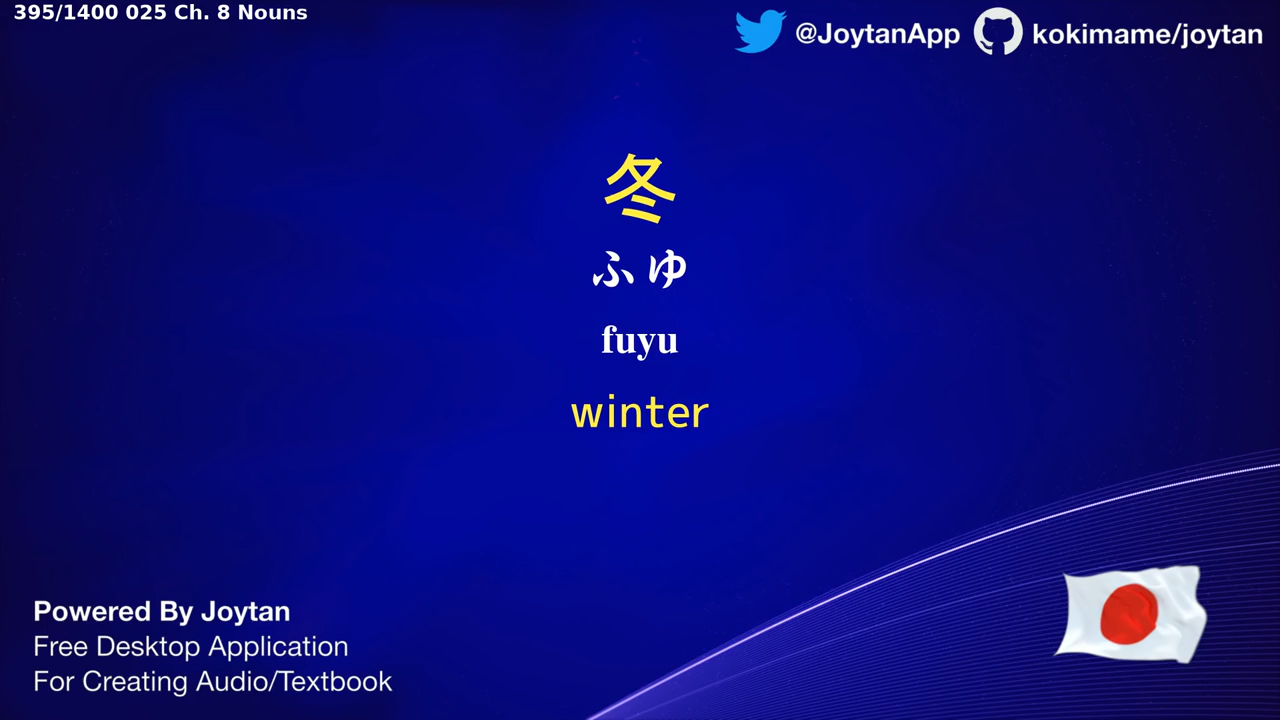 395/1400 025 Ch. 8 Nouns
@JoytanApp kokimame/joytan
冬
ふゆ
fuyu
winter
Powered By Joytan
Free Desktop Application
For Creating Audio/Textbook